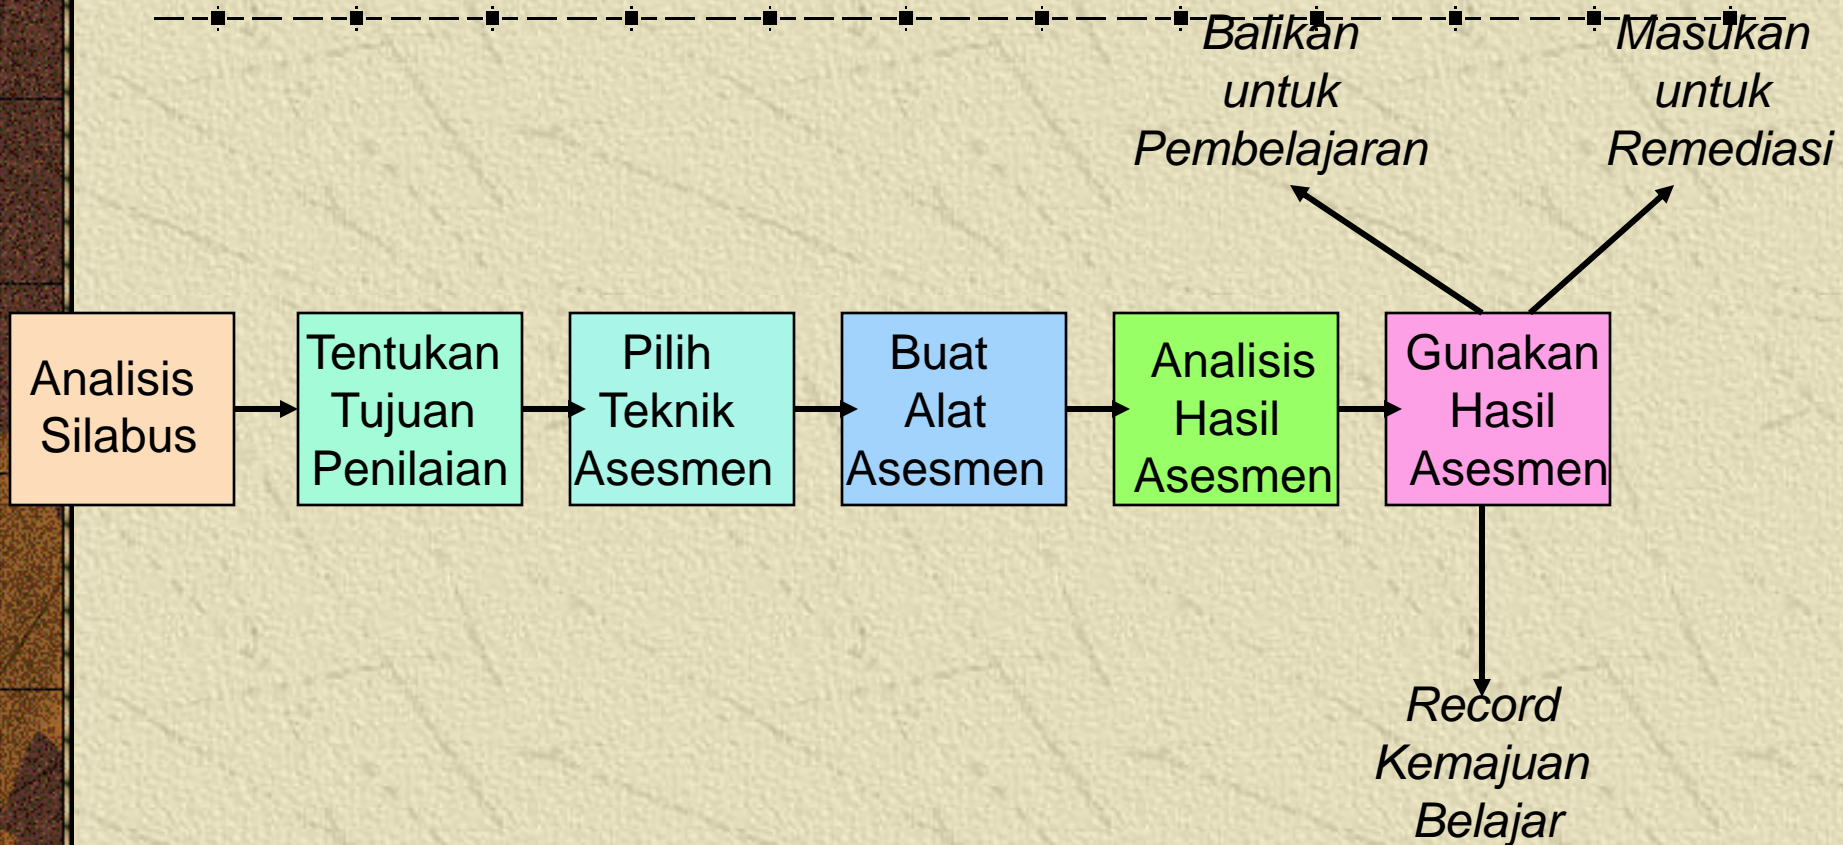 Balikan
untuk
Pembelajaran
Masukan
untuk
Remediasi
Analisis
Silabus
Tentukan
Tujuan
Penilaian
Pilih
Teknik
Asesmen
Buat
Alat
Asesmen
Analisis
Hasil
Asesmen
Gunakan
Hasil
Asesmen
Record
Kemajuan
Belajar